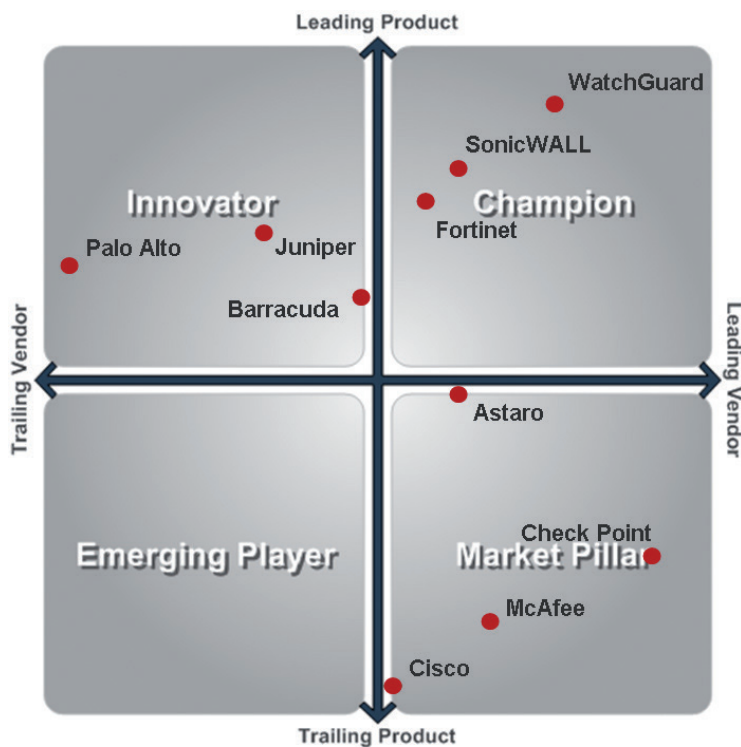 Leading Product
WatchGuard
SonicWALL
Innovator
Champion
Fortinet
Palo Alto
Juniper
Barracuda
Trailing Vendor
Leading Vendor
Astaro
Check Point
Emerging Player
Market Pillar
McAfee
Cisco
Trailing Product